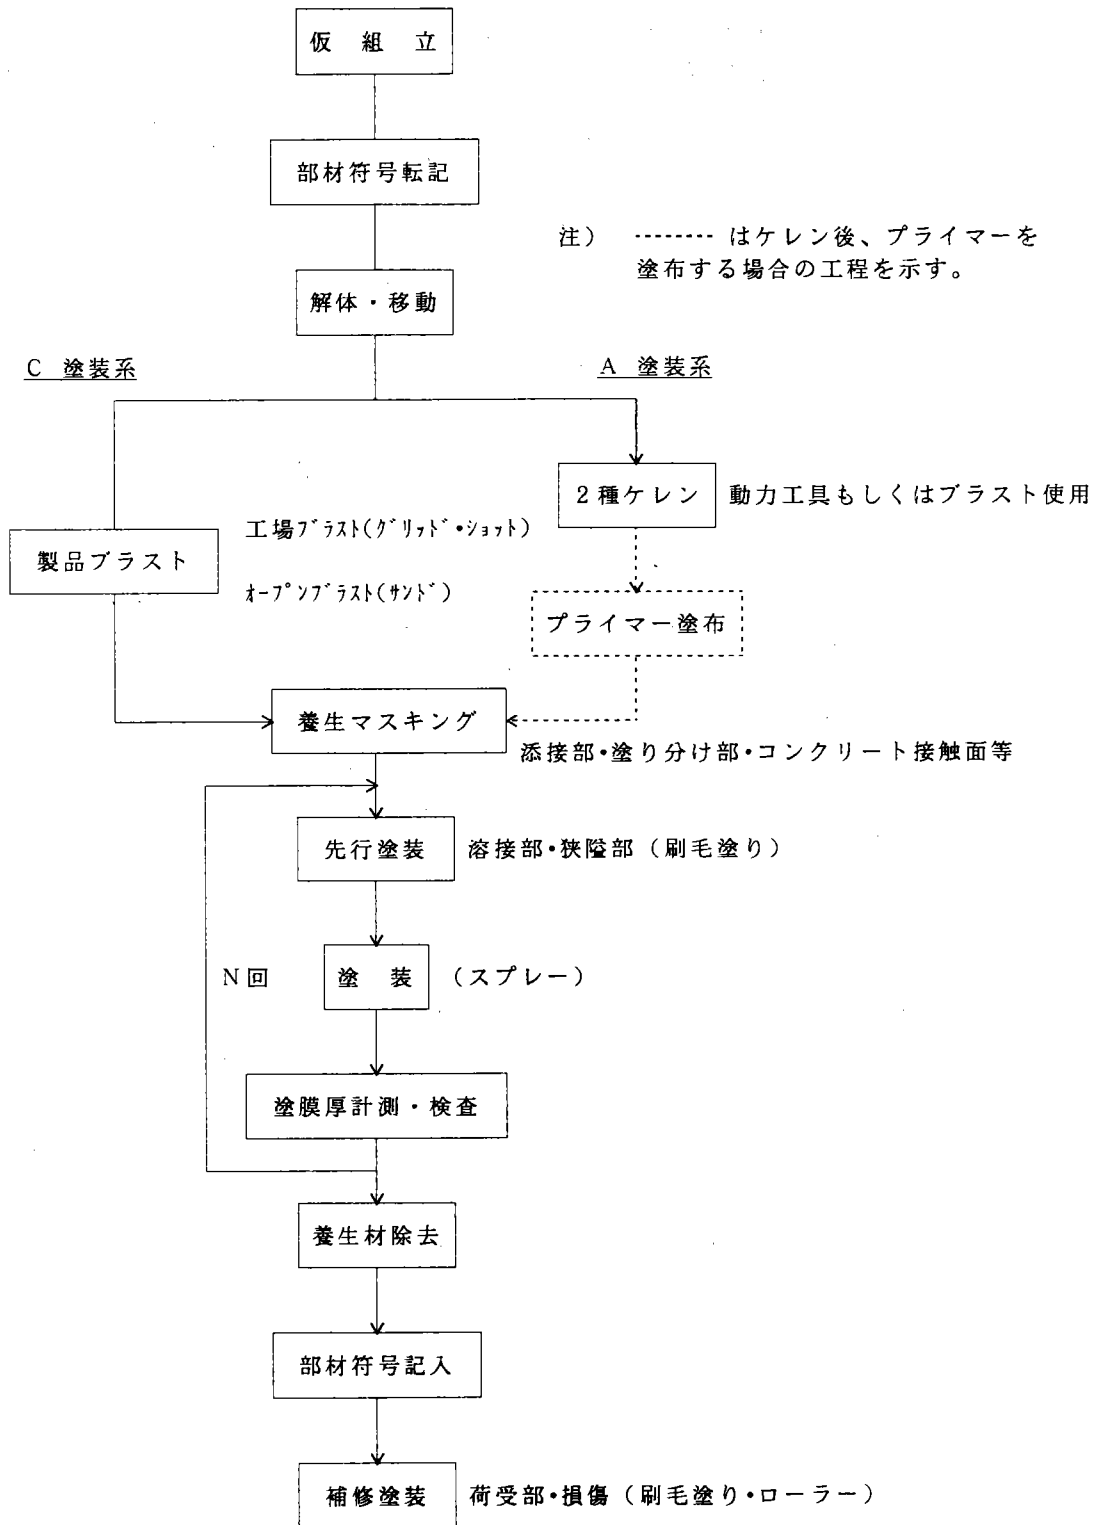 仮 組 立
部材符号転記
注) -------- はケレン後、プライマーを
塗布する場合の工程を示す。
解体・移動
C 塗装系
A 塗装系
2種ケレン 動力工具もしくはブラスト使用
工場ブラスト(グリッド・ショット)
製品ブラスト
オープンブラスト(サンド)
プライマー塗布
養生マスキング
添接部・塗り分け部・コンクリート接触面等
先行塗装 溶接部・狭隘部(刷毛塗り)
N回 塗 装 (スプレー)
塗膜厚計測・検査
養生材除去
部材符号記入
補修塗装 荷受部・損傷(刷毛塗り・ローラー)